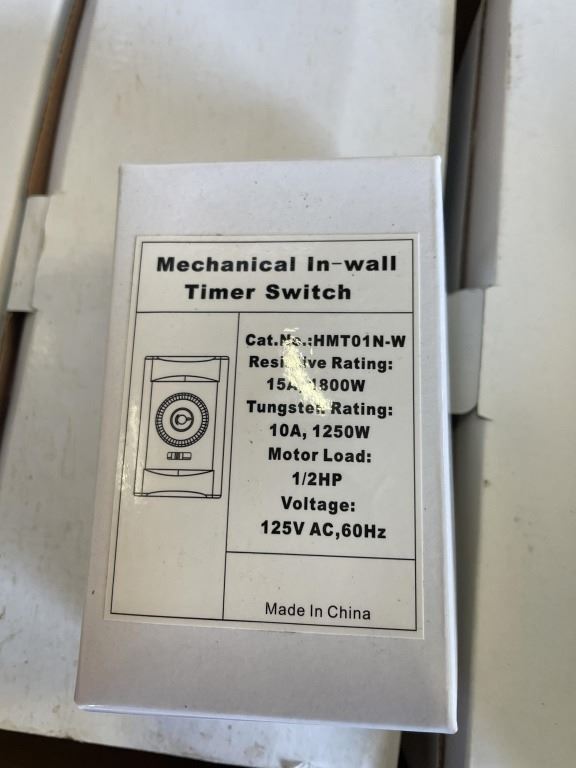 Mechanical In-wall
Timer Switch
Cat.No.:HMT01N-W
Resistive Rating:
15A, 1800W
Tungsten Rating:
10A, 1250W
Motor Load:
1/2HP
Voltage:
125V AC,60Hz
Made In China